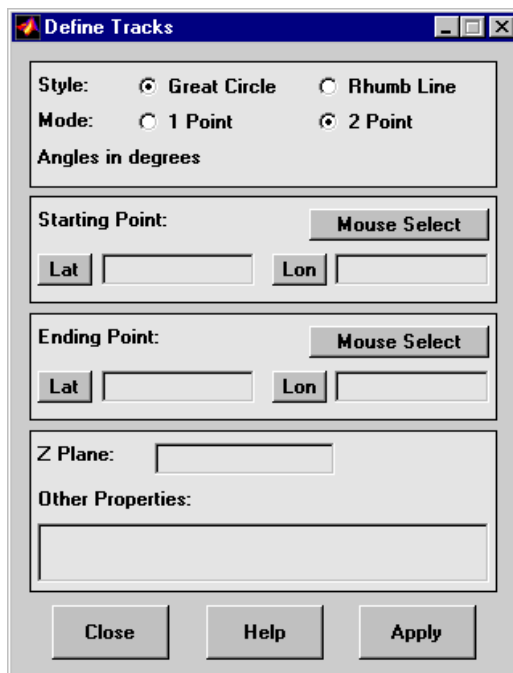 Define Tracks
Style: Great Circle Rhumb Line
Mode: 1 Point 2 Point
Angles in degrees
Starting Point: Mouse Select
Lat Lon
Ending Point: Mouse Select
Lat Lon
Z Plane:
Other Properties:
Close Help Apply